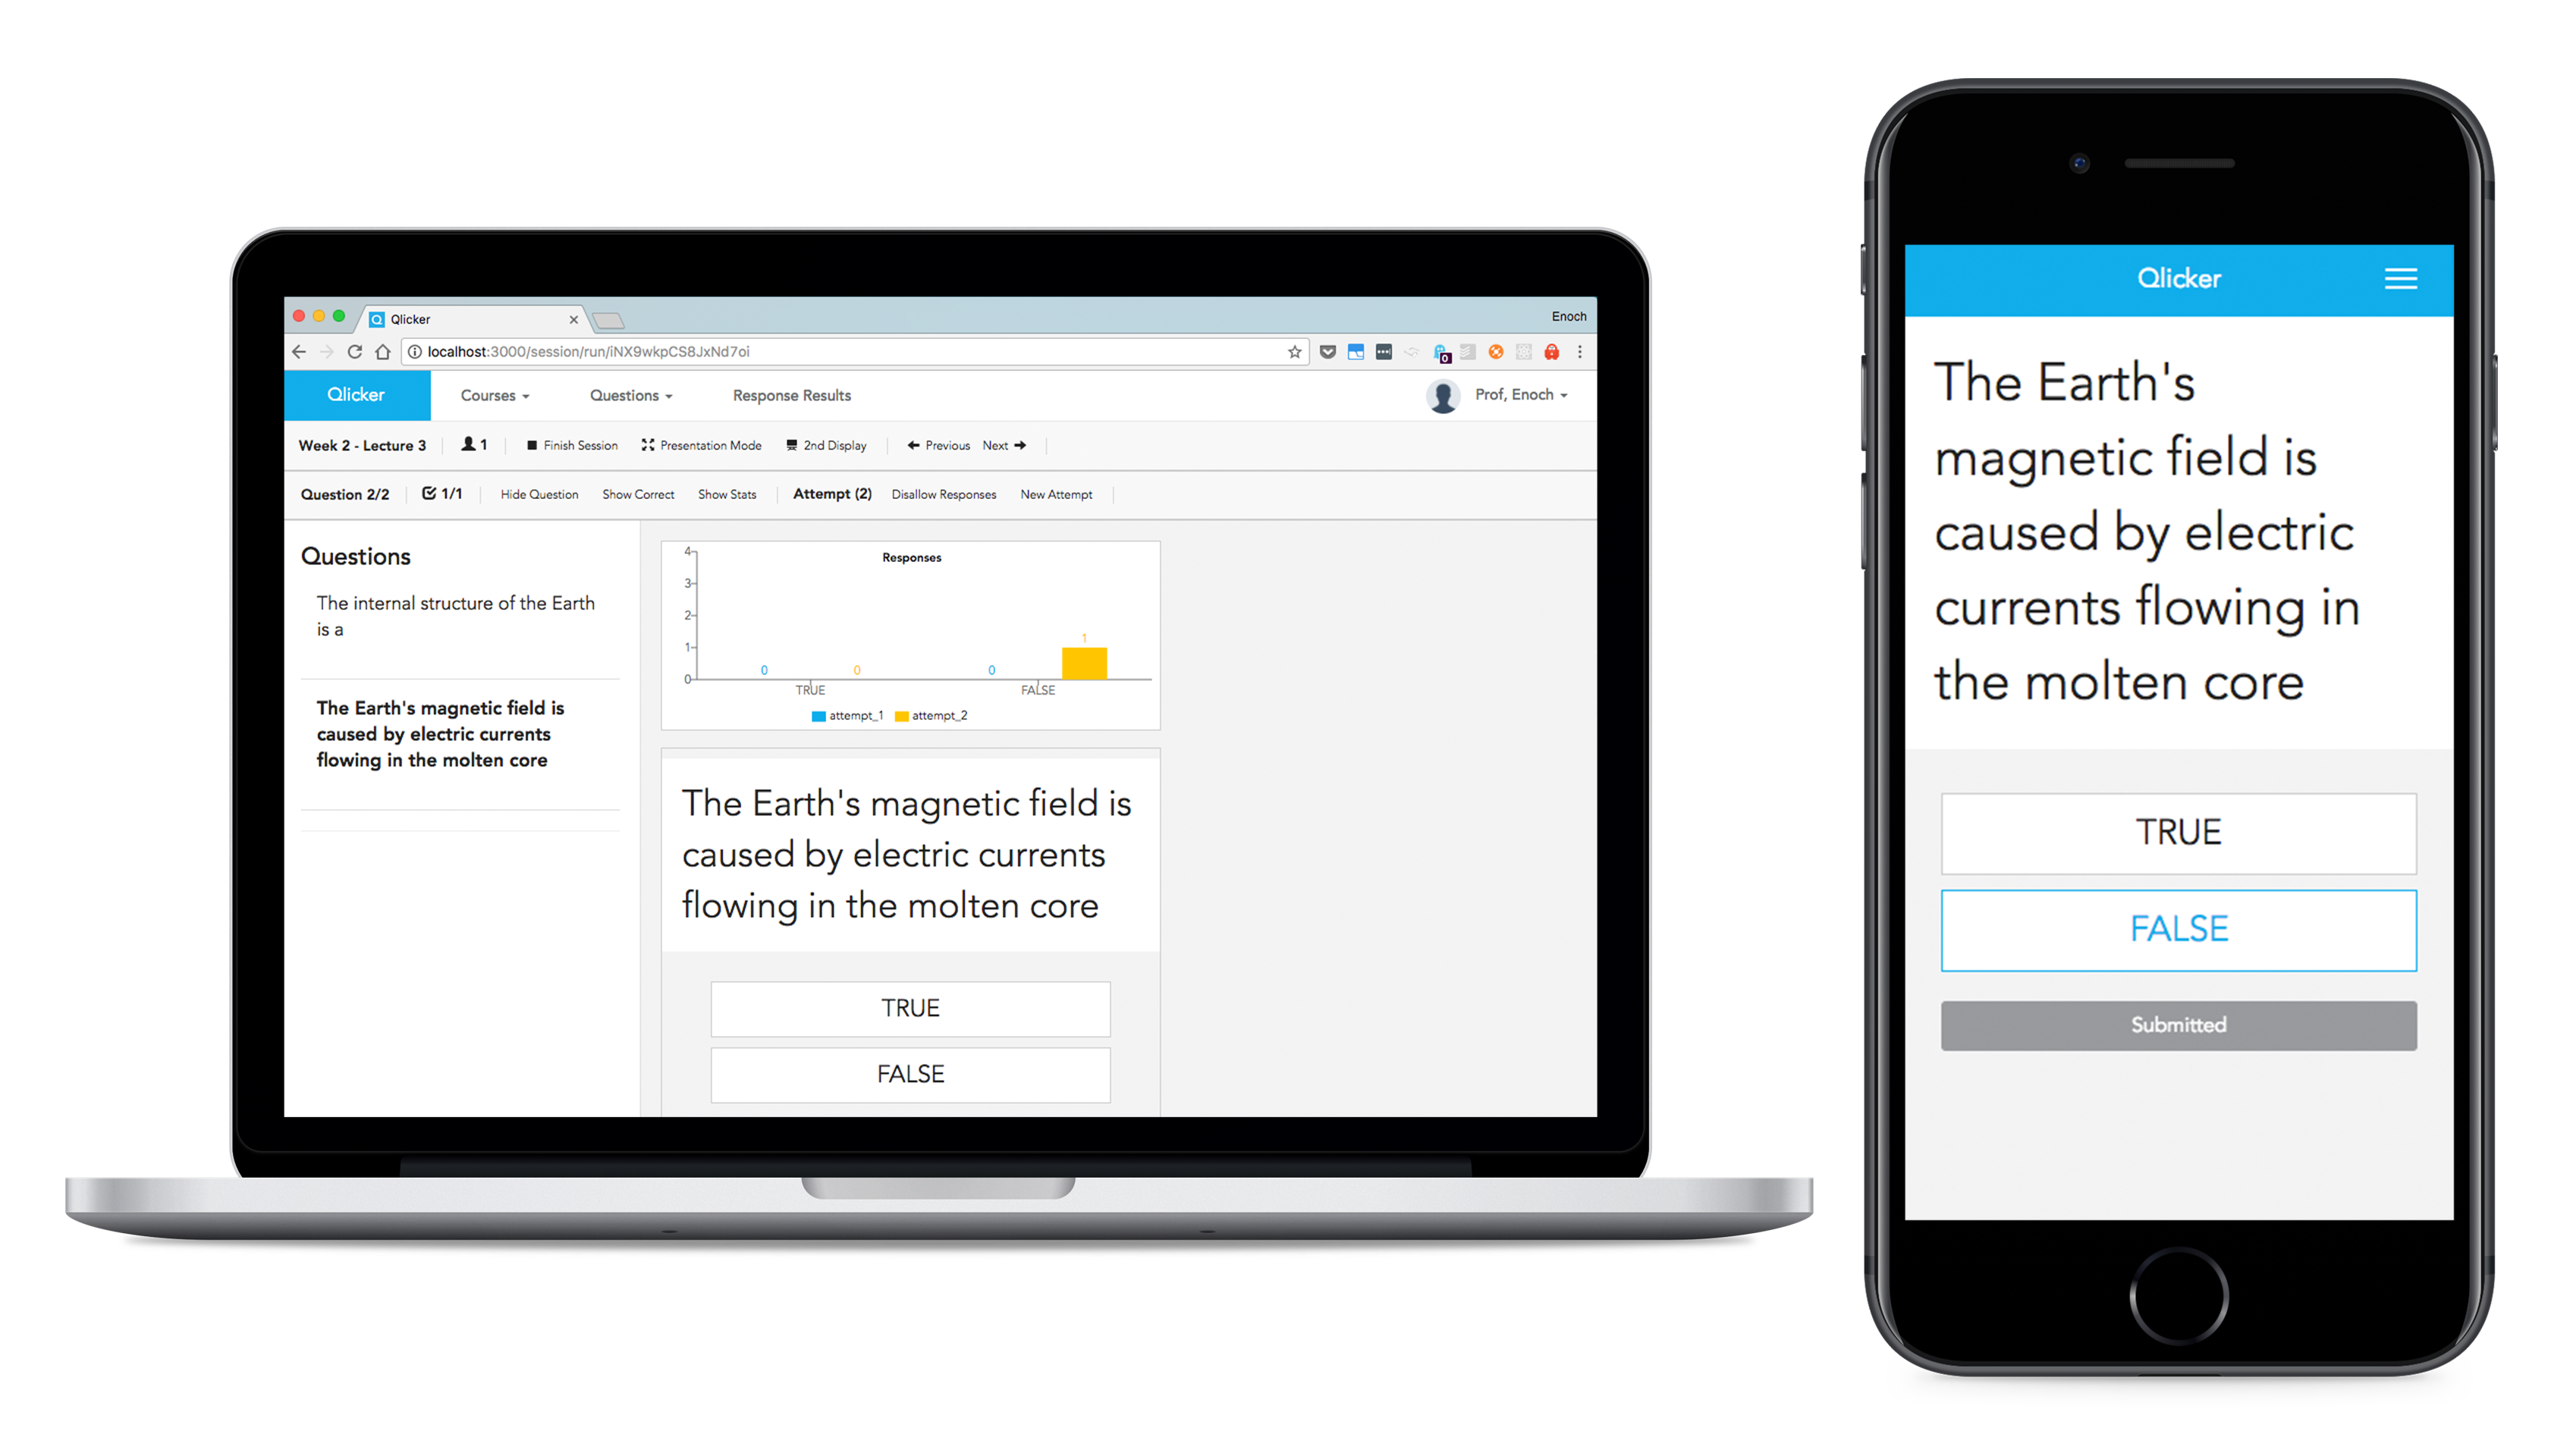 Qlicker
Enoch
localhost:3000/session/run/iNX9wkpCS8JxNd7oi
0
Qlicker
Courses
Questions
Response Results
Prof, Enoch
Week 2 - Lecture 3
1
Finish Session
Presentation Mode
2nd Display
Previous
Next
Question 2/2
1/1
Hide Question
Show Correct
Show Stats
Attempt (2)
Disallow Responses
New Attempt
Questions
The internal structure of the Earth
is a
The Earth's magnetic field is
caused by electric currents
flowing in the molten core
Responses
4
3
2
1
0
0
0
0
1
TRUE
FALSE
attempt_1
attempt_2
The Earth's magnetic field is
caused by electric currents
flowing in the molten core
TRUE
FALSE
Qlicker
The Earth's
magnetic field is
caused by electric
currents flowing in
the molten core
TRUE
FALSE
Submitted